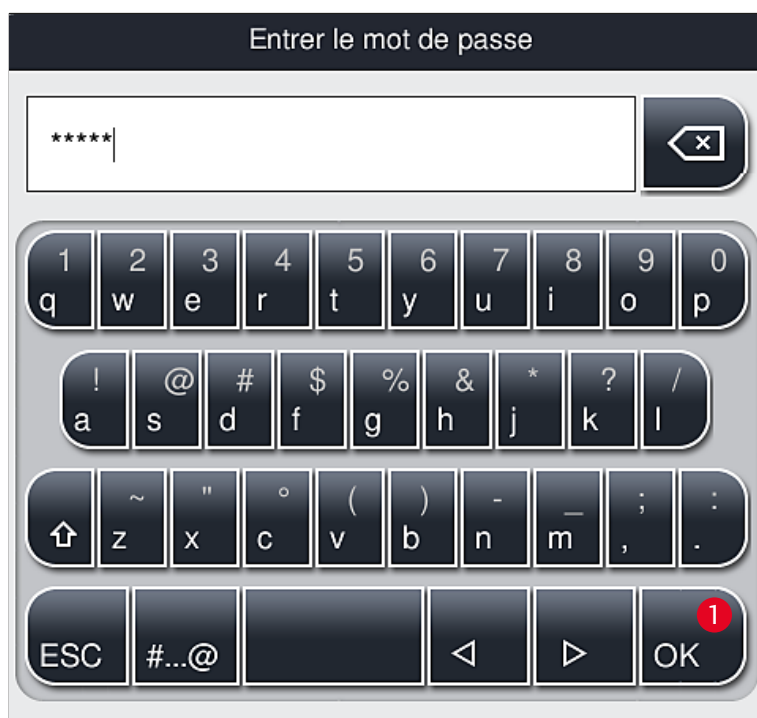 Entrer le mot de passe
*****
1 2 3 4 5 6 7 8 9 0
q w e r t y u i o p
! @ # $ % & * ? /
a s d f g h j k l
~ " ° ( ) - _ ; :
z x c v b n m , .
1
ESC #...@ OK